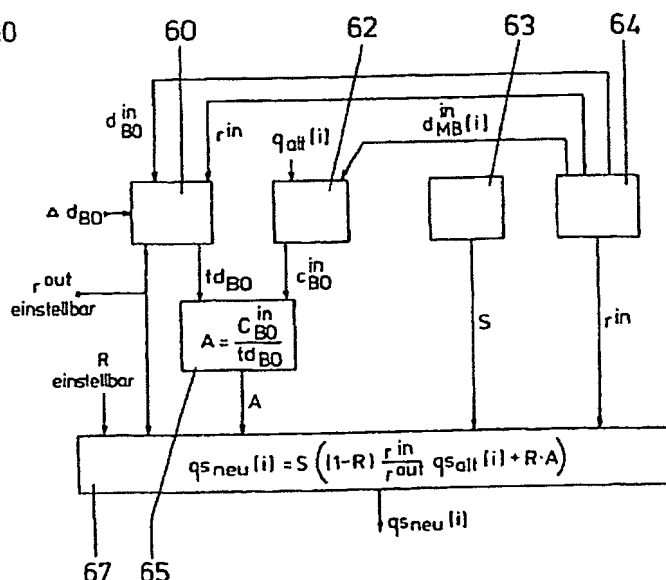 0 60 62 63 64
d_BO^in
r^in
q_alt[i]
d_MB^in[i]
Δ d_BO
r^out
einstellbar
td_BO
c_BO^in
S
r^in
A = C_BO^in / td_BO
R
einstellbar
A
qs_neu[i] = S ((1-R) r^in / r^out qs_alt[i] + R·A)
qs_neu[i]
67 65